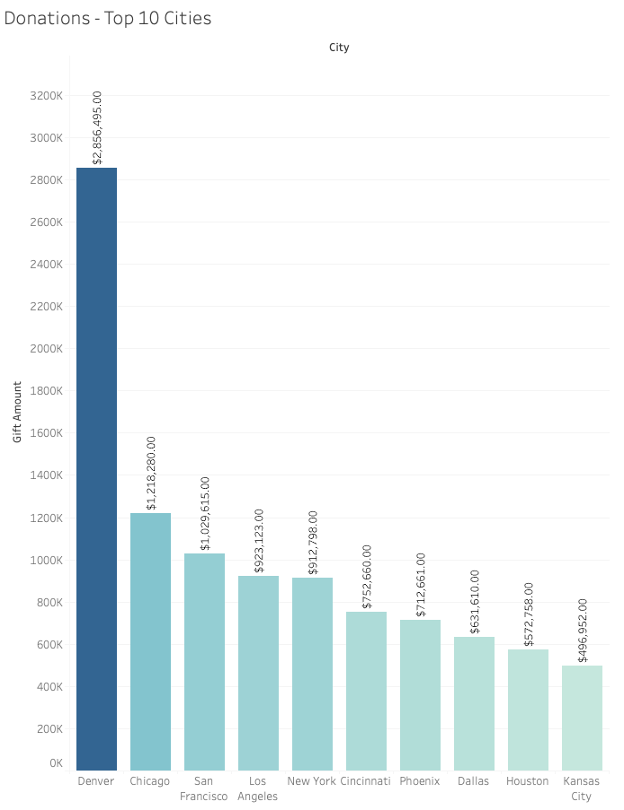 Donations - Top 10 Cities
City
Gift Amount
3200K
3000K
2800K
2600K
2400K
2200K
2000K
1800K
1600K
1400K
1200K
1000K
800K
600K
400K
200K
0K
$2,856,495.00
$1,218,280.00
$1,029,615.00
$923,123.00
$912,798.00
$752,660.00
$712,661.00
$631,610.00
$572,758.00
$496,952.00
Denver
Chicago
San
Francisco
Los
Angeles
New York
Cincinnati
Phoenix
Dallas
Houston
Kansas
City